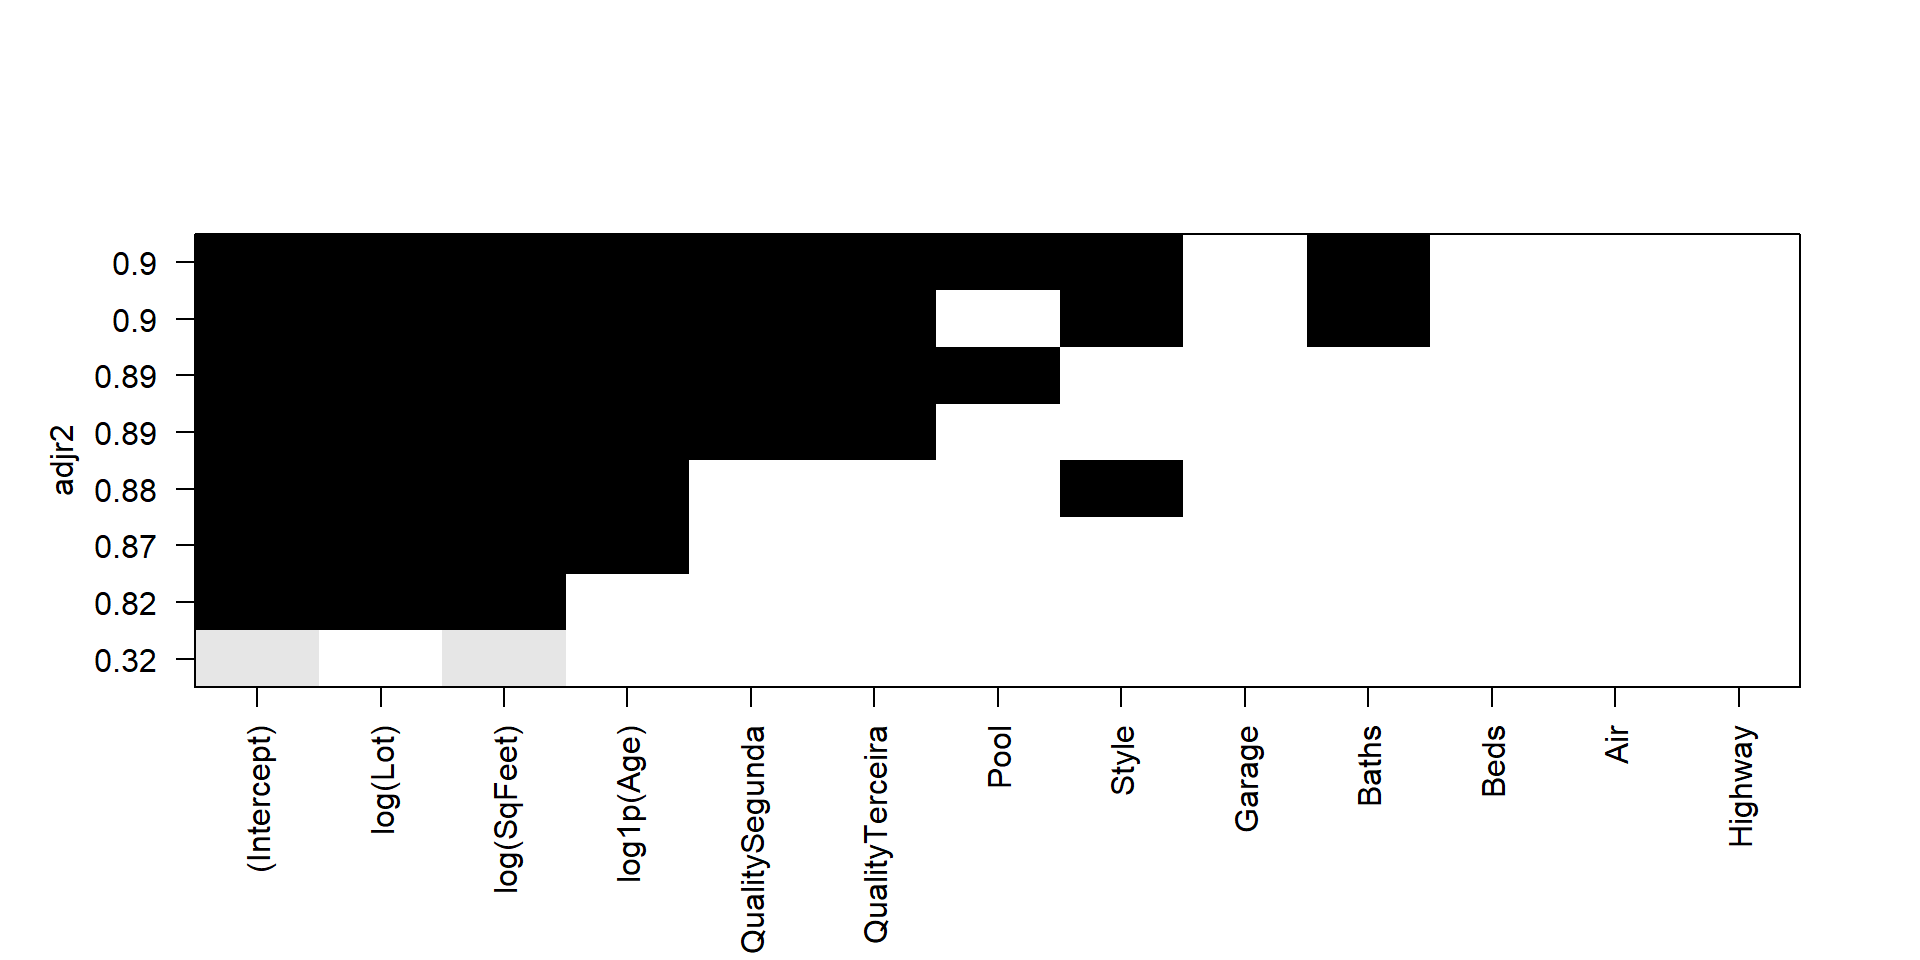 adjr2
0.9
0.9
0.89
0.89
0.88
0.87
0.82
0.32
(Intercept)
log(Lot)
log(SqFeet)
log1p(Age)
QualitySegunda
QualityTerceira
Pool
Style
Garage
Baths
Beds
Air
Highway